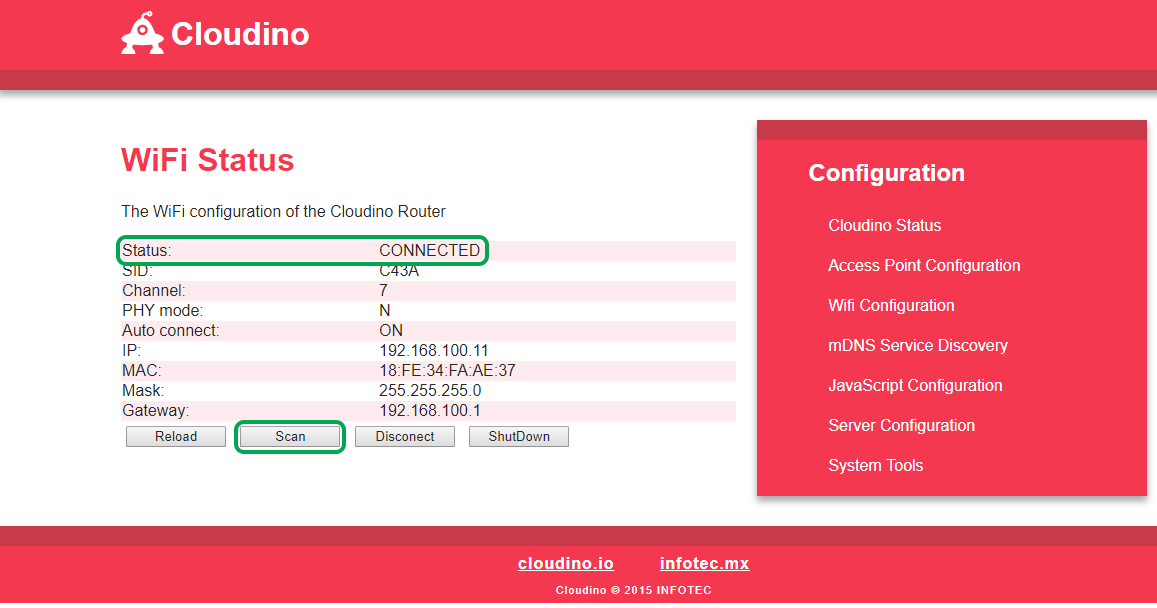 Cloudino
WiFi Status
The WiFi configuration of the Cloudino Router
Status: CONNECTED
SID: C43A
Channel: 7
PHY mode: N
Auto connect: ON
IP: 192.168.100.11
MAC: 18:FE:34:FA:AE:37
Mask: 255.255.255.0
Gateway: 192.168.100.1
Reload Scan Disconect ShutDown
Configuration
Cloudino Status
Access Point Configuration
Wifi Configuration
mDNS Service Discovery
JavaScript Configuration
Server Configuration
System Tools
cloudino.io infotec.mx
Cloudino © 2015 INFOTEC